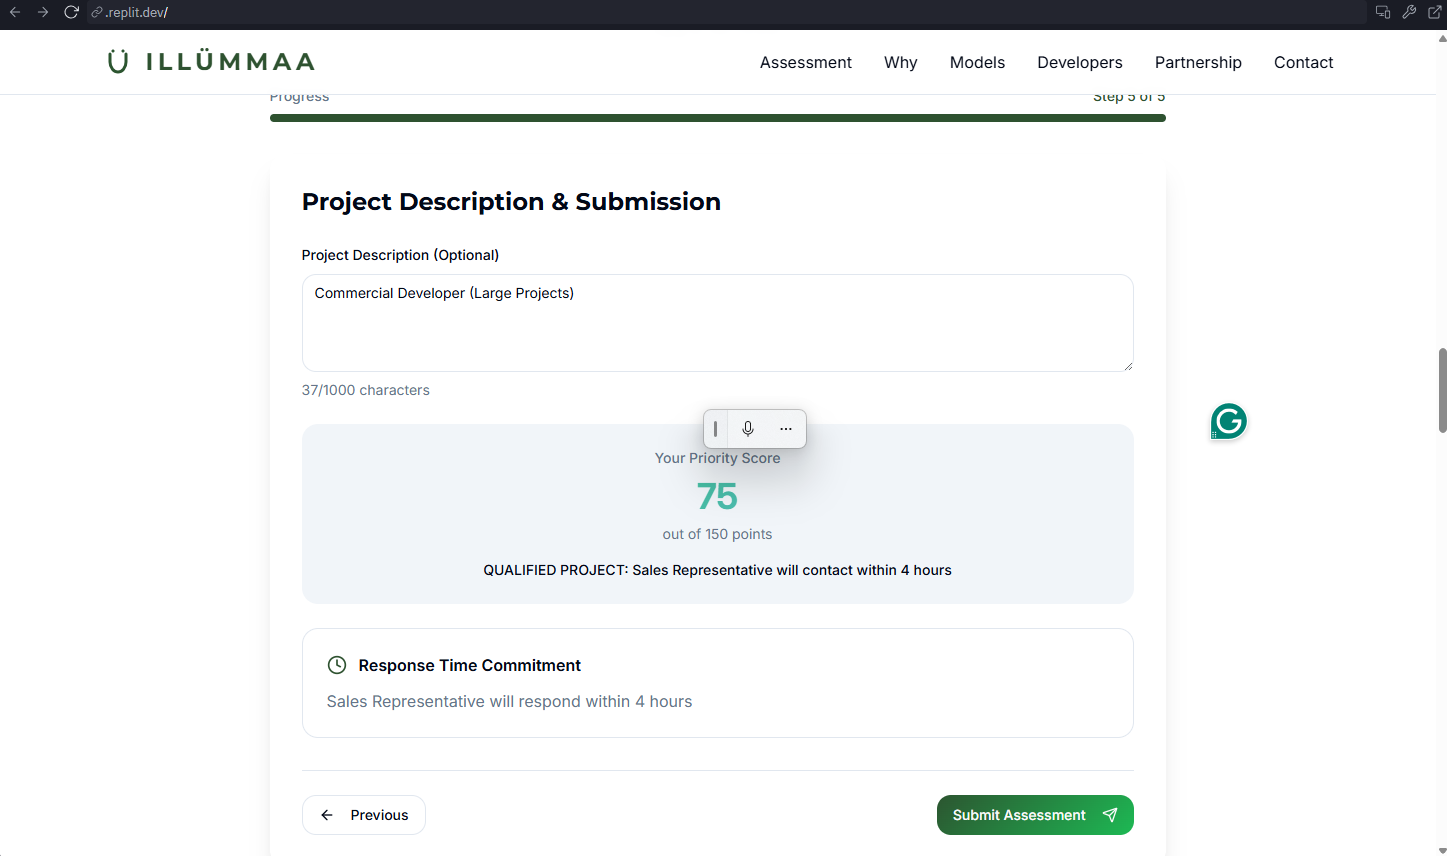 .replit.dev/
ILLÜMMAA
Assessment Why Models Developers Partnership Contact
Progress Step 5 of 5
Project Description & Submission
Project Description (Optional)
Commercial Developer (Large Projects)
37/1000 characters
Your Priority Score
75
out of 150 points
QUALIFIED PROJECT: Sales Representative will contact within 4 hours
Response Time Commitment
Sales Representative will respond within 4 hours
Previous Submit Assessment